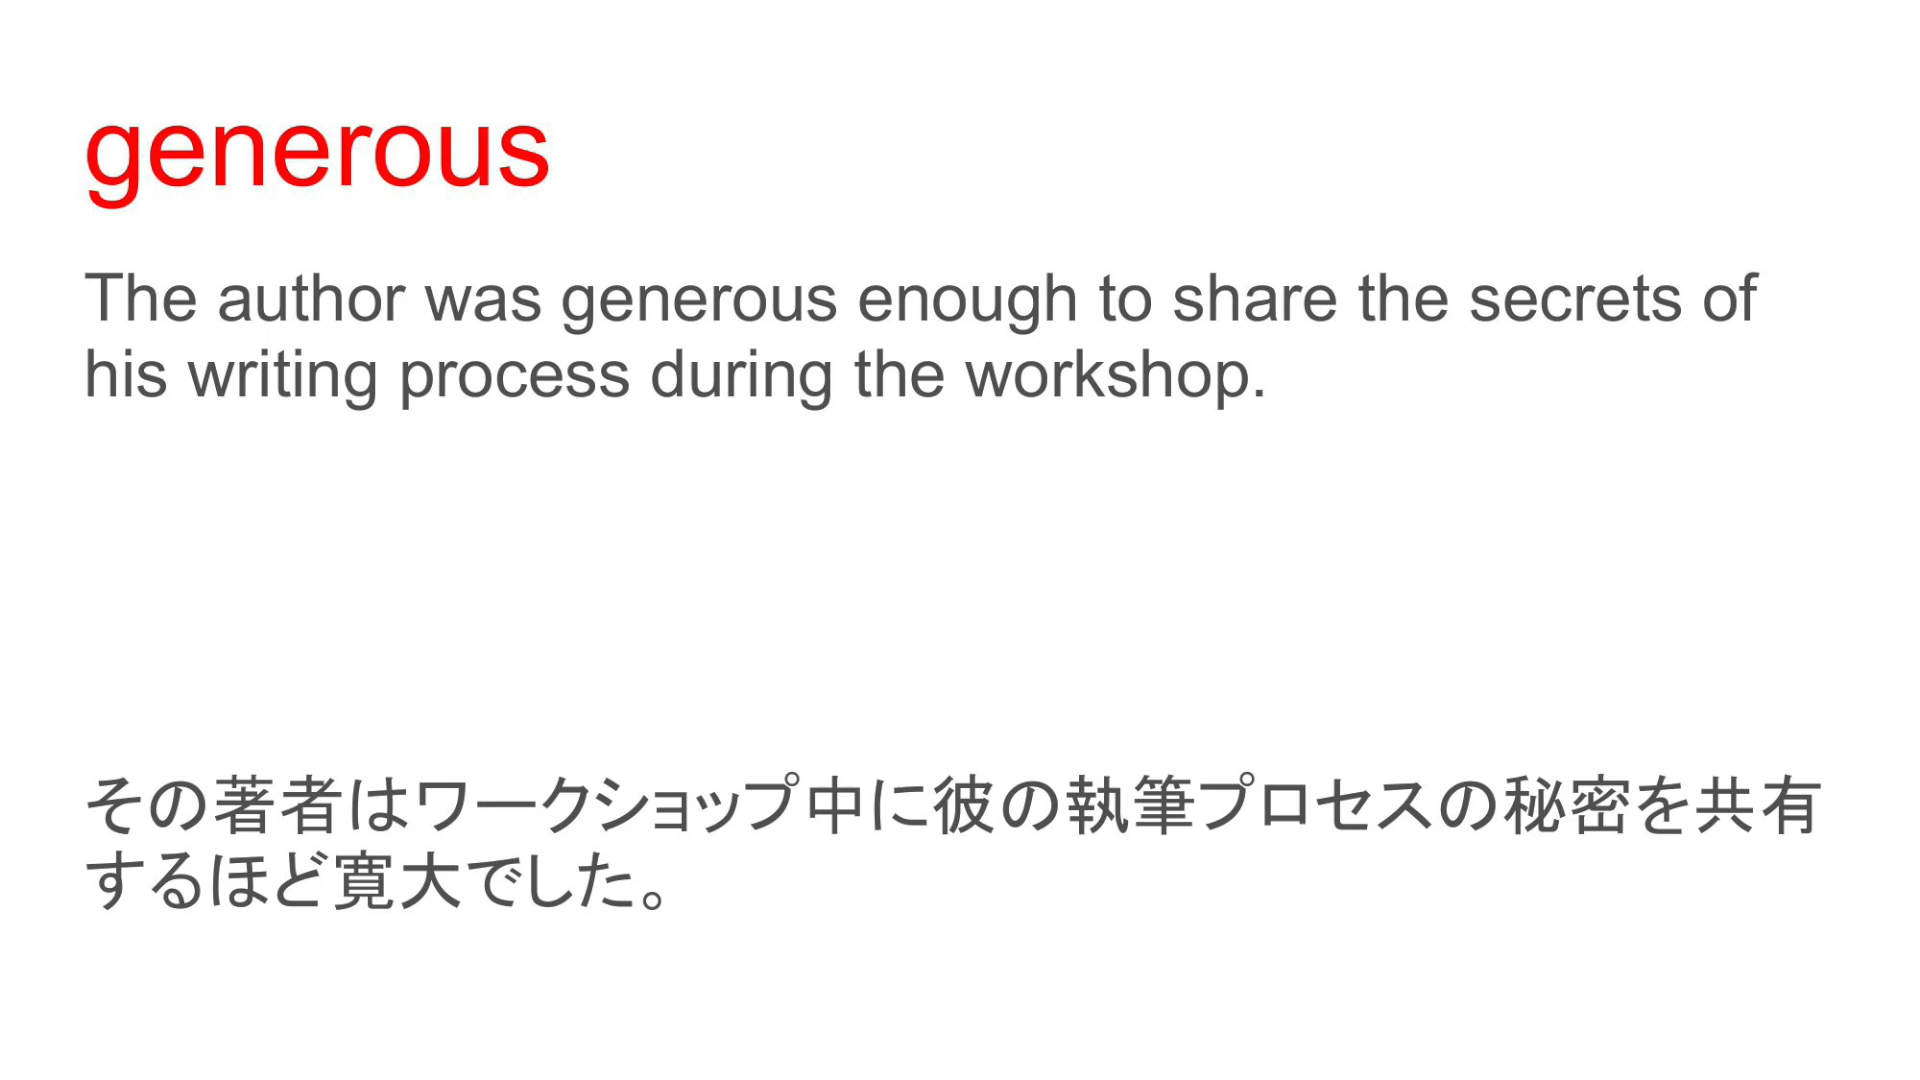 generous
The author was generous enough to share the secrets of
his writing process during the workshop.
その著者はワークショップ中に彼の執筆プロセスの秘密を共有
するほど寛大でした。